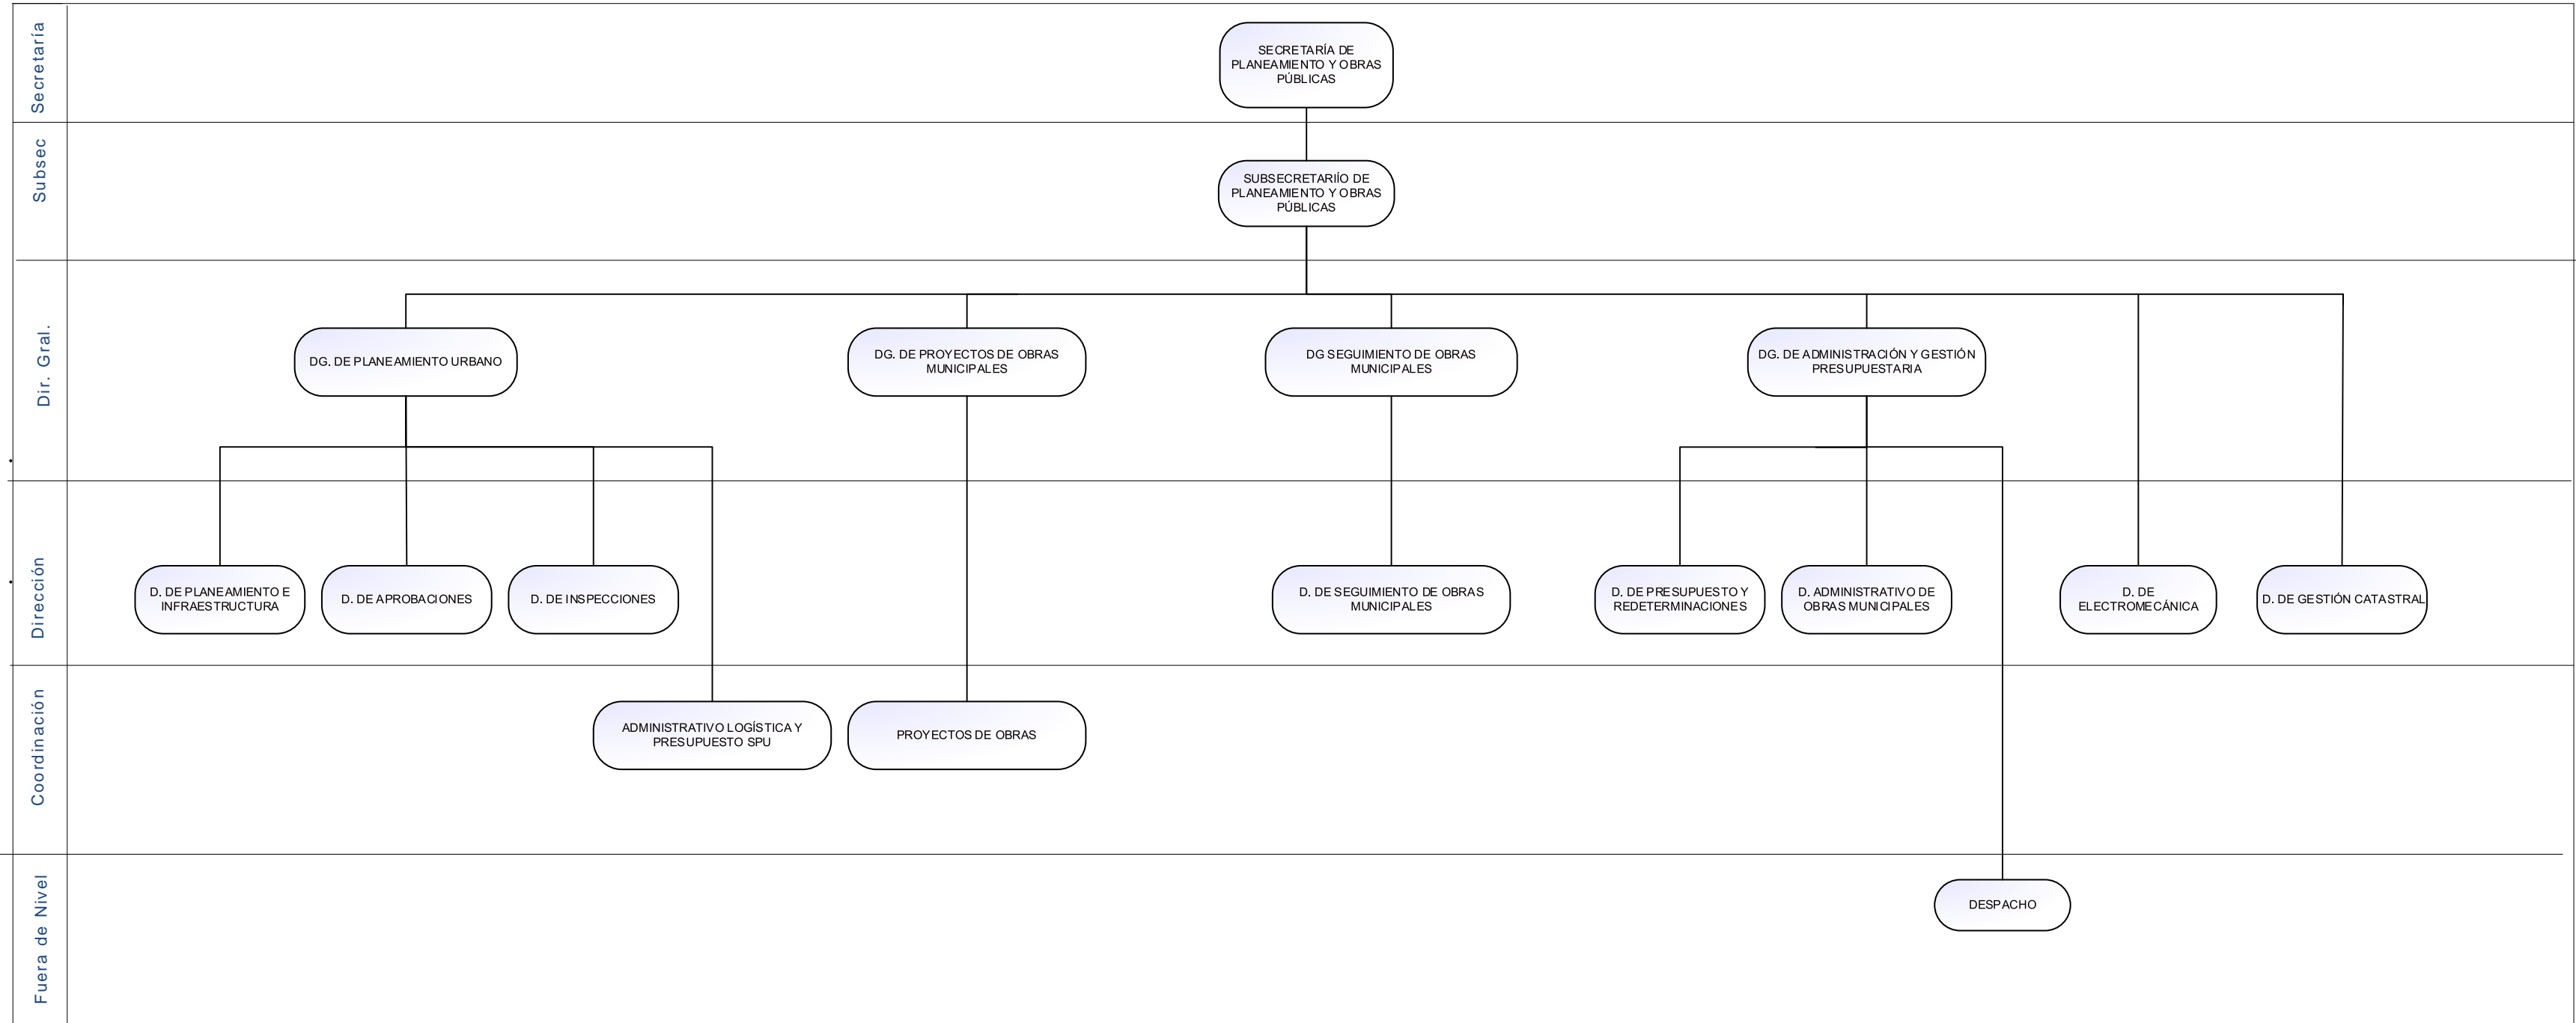 Secretaría
SECRETARÍA DE
PLANEAMIENTO Y OBRAS
PÚBLICAS
Subsec
SUBSECRETARIÍO DE
PLANEAMIENTO Y OBRAS
PÚBLICAS
Dir. Gral.
DG. DE PLANEAMIENTO URBANO
DG. DE PROYECTOS DE OBRAS
MUNICIPALES
DG SEGUIMIENTO DE OBRAS
MUNICIPALES
DG. DE ADMINISTRACIÓN Y GESTIÓN
PRESUPUESTARIA
Dirección
D. DE PLANEAMIENTO E
INFRAESTRUCTURA
D. DE APROBACIONES
D. DE INSPECCIONES
D. DE SEGUIMIENTO DE OBRAS
MUNICIPALES
D. DE PRESUPUESTO Y
REDETERMINACIONES
D. ADMINISTRATIVO DE
OBRAS MUNICIPALES
D. DE
ELECTROMECÁNICA
D. DE GESTIÓN CATASTRAL
Coordinación
ADMINISTRATIVO LOGÍSTICA Y
PRESUPUESTO SPU
PROYECTOS DE OBRAS
Fuera de Nivel
DESPACHO